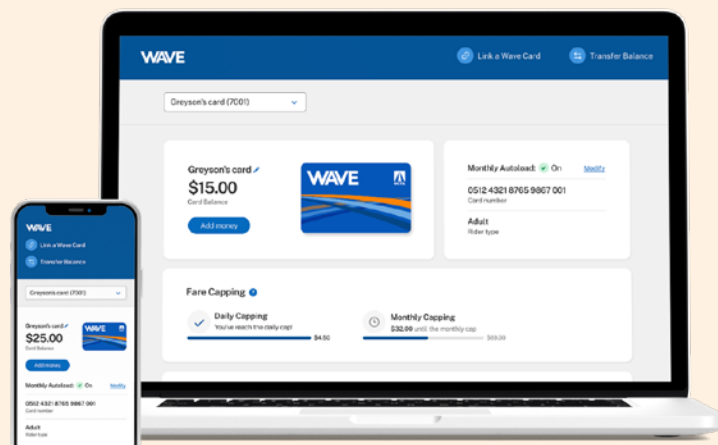 WAVE
Link a Wave Card
Transfer Balance
Greyson's card (7001)
Greyson's card
$15.00
Card Balance
Add money
WAVE
Monthly Autoload: On
Modify
0512 4321 8765 9867 001
Card number
Adult
Rider type
Fare Capping
Daily Capping
You've reach the daily cap!
$4.50
Monthly Capping
$32.00 until the monthly cap
WAVE
Link a Wave Card
Transfer Balance
Greyson's card (7001)
Greyson's card
$25.00
Card Balance
Add money
WAVE
Monthly Autoload: On
Modify
0512 4321 8765 9867 001
Card number
Adult
Rider type